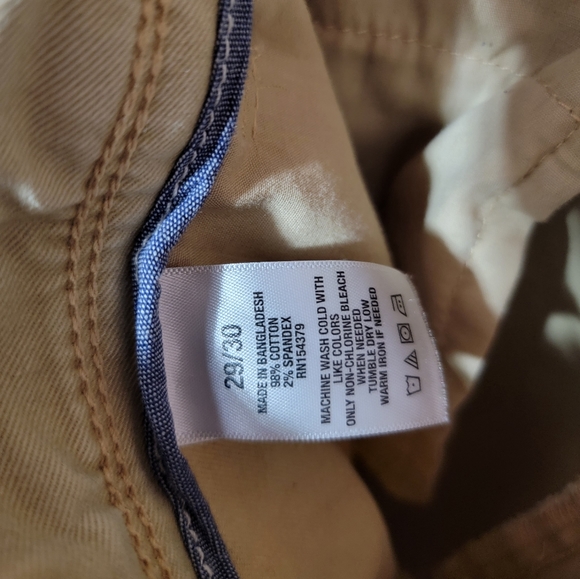 29/30
MADE IN BANGLADESH
98% COTTON
2% SPANDEX
RN154379
MACHINE WASH COLD WITH
LIKE COLORS
ONLY NON-CHLORINE BLEACH
WHEN NEEDED
TUMBLE DRY LOW
WARM IRON IF NEEDED